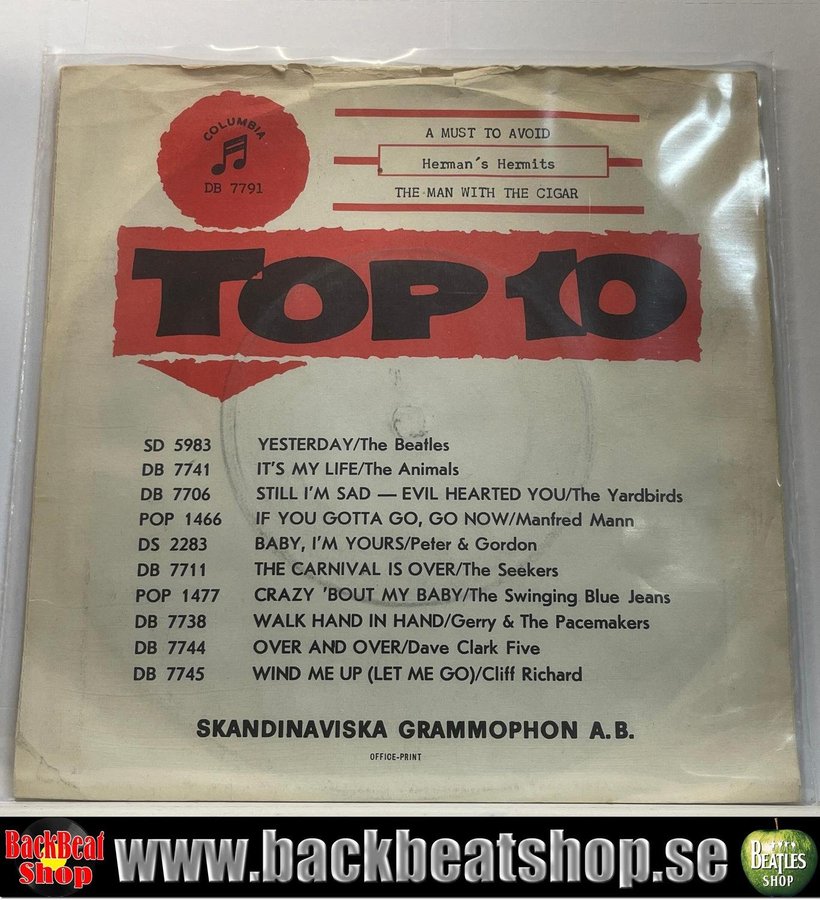 COLUMBIA
DB 7791
A MUST TO AVOID
Herman's Hermits
THE MAN WITH THE CIGAR
TOP 10
SD 5983 YESTERDAY/The Beatles
DB 7741 IT'S MY LIFE/The Animals
DB 7706 STILL I'M SAD — EVIL HEARTED YOU/The Yardbirds
POP 1466 IF YOU GOTTA GO, GO NOW/Manfred Mann
DS 2283 BABY, I'M YOURS/Peter & Gordon
DB 7711 THE CARNIVAL IS OVER/The Seekers
POP 1477 CRAZY 'BOUT MY BABY/The Swinging Blue Jeans
DB 7738 WALK HAND IN HAND/Gerry & The Pacemakers
DB 7744 OVER AND OVER/Dave Clark Five
DB 7745 WIND ME UP (LET ME GO)/Cliff Richard
SKANDINAVISKA GRAMMOPHON A.B.
OFFICE-PRINT
BackBeat
Shop
www.backbeatshop.se
BEATLES
SHOP